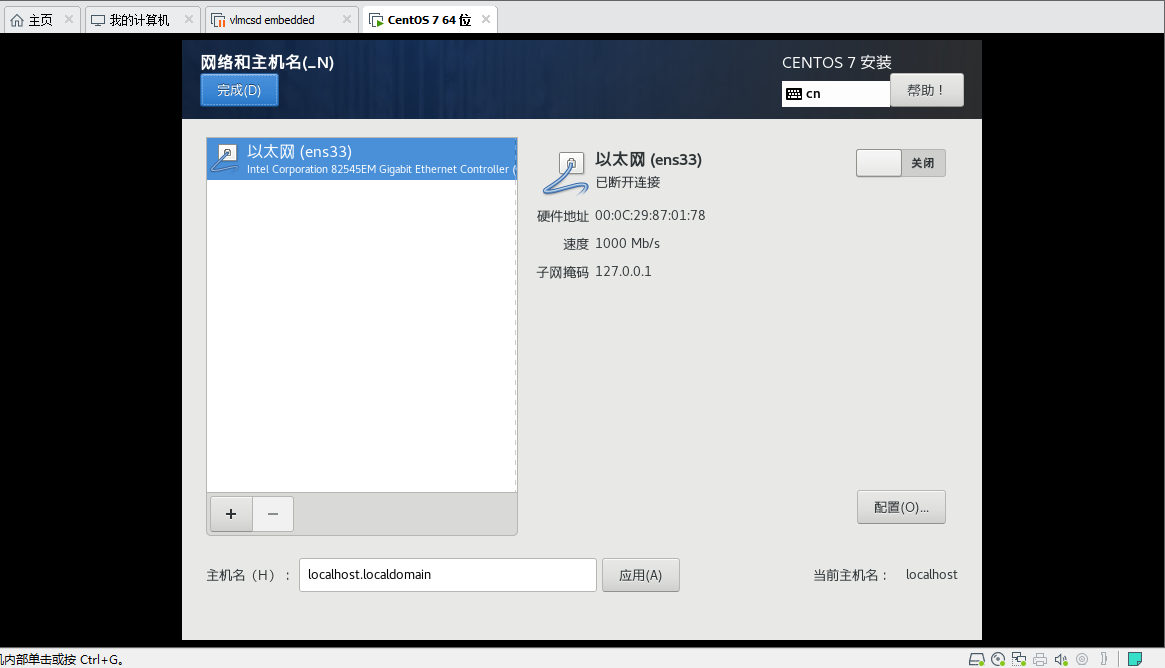 主页
我的计算机
vlmcsd embedded
CentOS 7 64 位
网络和主机名(_N)
CENTOS 7 安装
完成(D)
cn
帮助！
以太网 (ens33)
Intel Corporation 82545EM Gigabit Ethernet Controller (
以太网 (ens33)
已断开连接
关闭
硬件地址 00:0C:29:87:01:78
速度 1000 Mb/s
子网掩码 127.0.0.1
配置(O)...
主机名（H）： localhost.localdomain
应用(A)
当前主机名： localhost
内部单击或按 Ctrl+G。